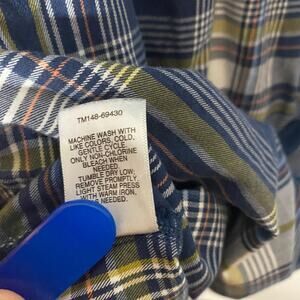 TM148-69430
MACHINE WASH WITH
LIKE COLORS, COLD,
GENTLE CYCLE.
ONLY NON-CHLORINE
BLEACH WHEN
NEEDED.
TUMBLE DRY LOW;
REMOVE PROMPTLY.
LIGHT STEAM PRESS
WITH WARM IRON,
NEEDED.